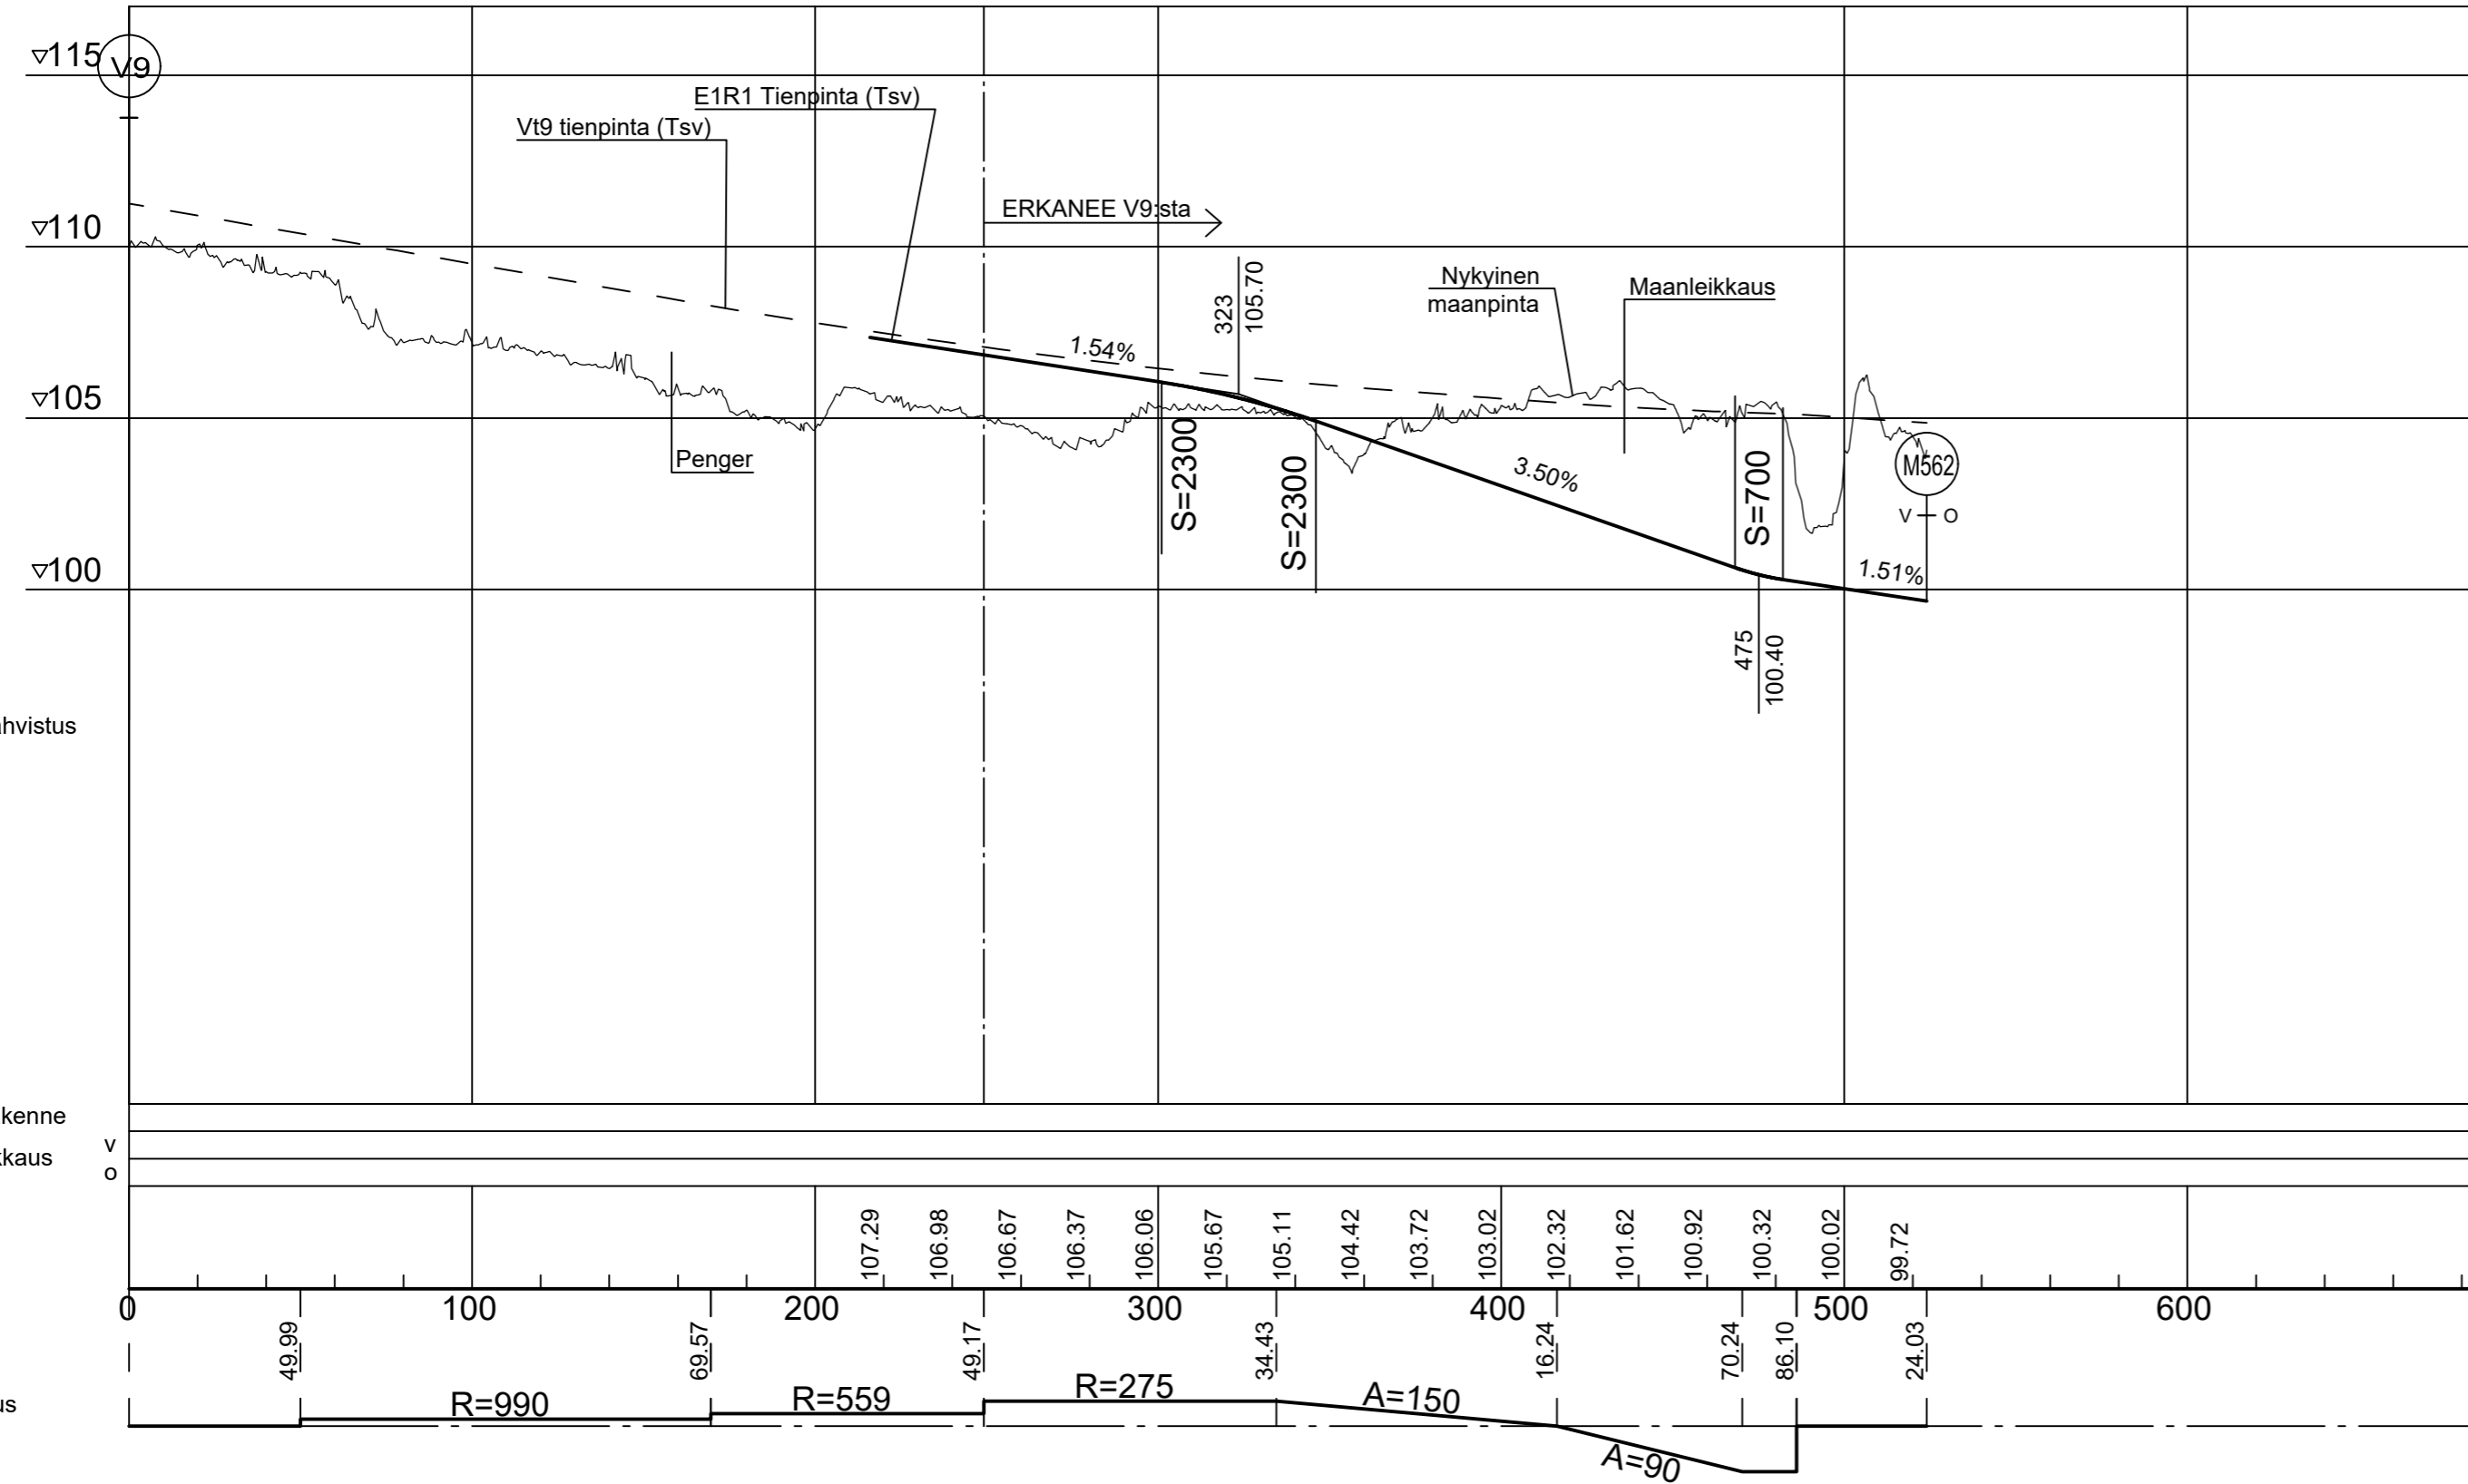 ▽115
V9
E1R1 Tienpinta (Tsv)
Vt9 tienpinta (Tsv)
▽110
ERKANEE V9:sta
323
105.70
Nykyinen
maanpinta
Maanleikkaus
1.54%
▽105
Penger
S=2300
S=2300
3.50%
S=700
M562
V O
▽100
1.51%
475
100.40
ahvistus
kenne
kkaus
v
o
107.29
106.98
106.67
106.37
106.06
105.67
105.11
104.42
103.72
103.02
102.32
101.62
100.92
100.32
100.02
99.72
0 100 200 300 400 500 600
49.99
69.57
49.17
34.43
16.24
70.24
86.10
24.03
us
R=990
R=559
R=275
A=150
A=90